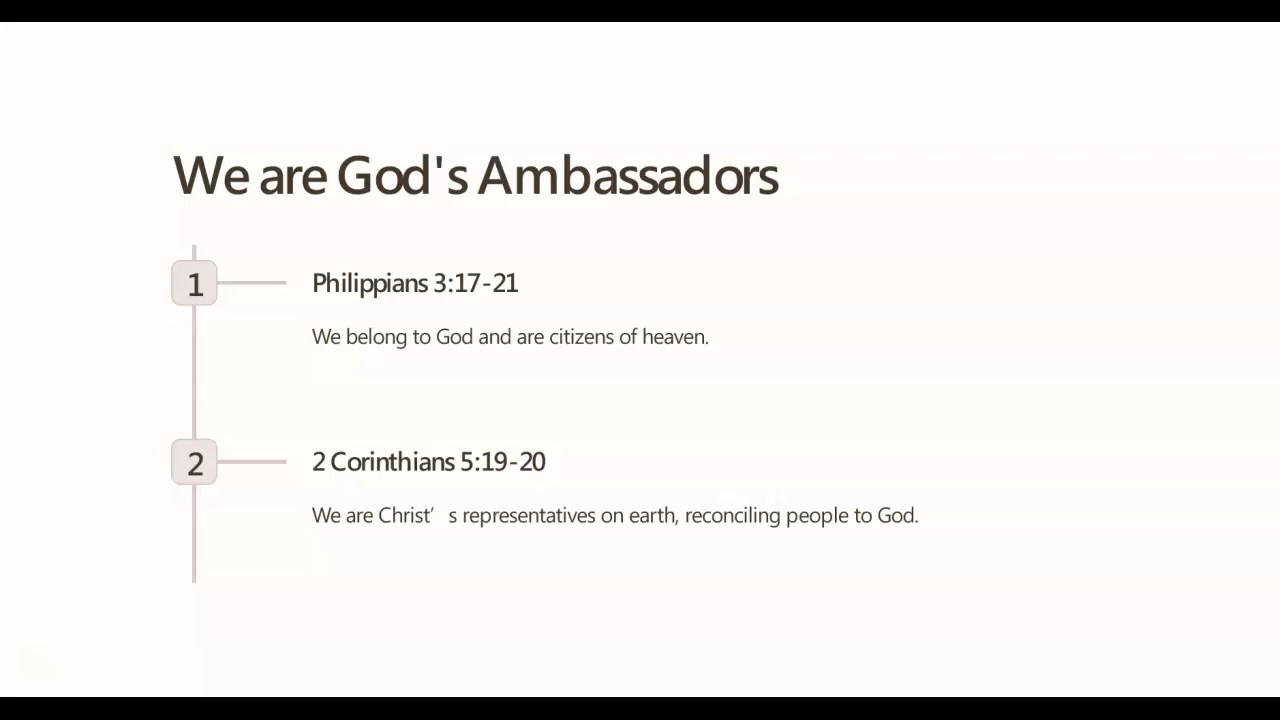 We are God's Ambassadors
1
Philippians 3:17-21
We belong to God and are citizens of heaven.
2
2 Corinthians 5:19-20
We are Christ’s representatives on earth, reconciling people to God.